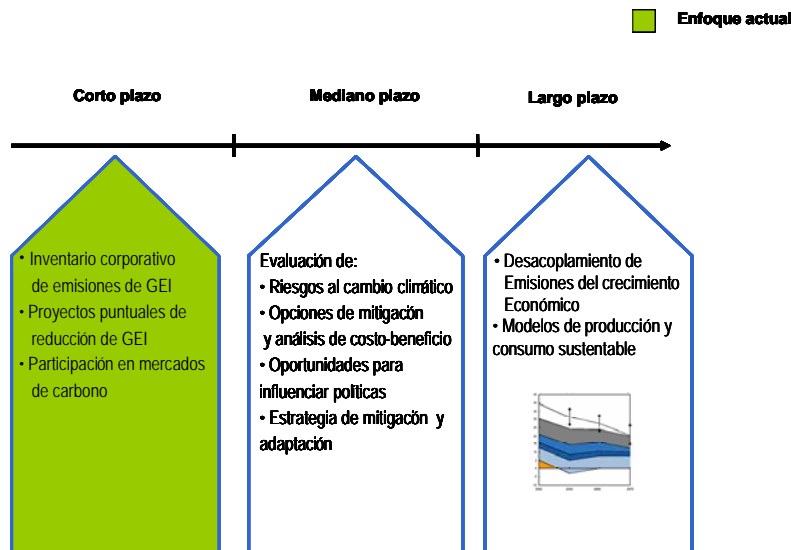 Enfoque actual
Corto plazo
Mediano plazo
Largo plazo
• Inventario corporativo
de emisiones de GEI
• Proyectos puntuales de
reducción de GEI
• Participación en mercados
de carbono
Evaluación de:
• Riesgos al cambio climático
• Opciones de mitigacón
y análisis de costo-beneficio
• Oportunidades para
influenciar políticas
• Estrategia de mitigacón y
adaptación
• Desacoplamiento de
Emisiones del crecimiento
Económico
• Modelos de producción y
consumo sustentable